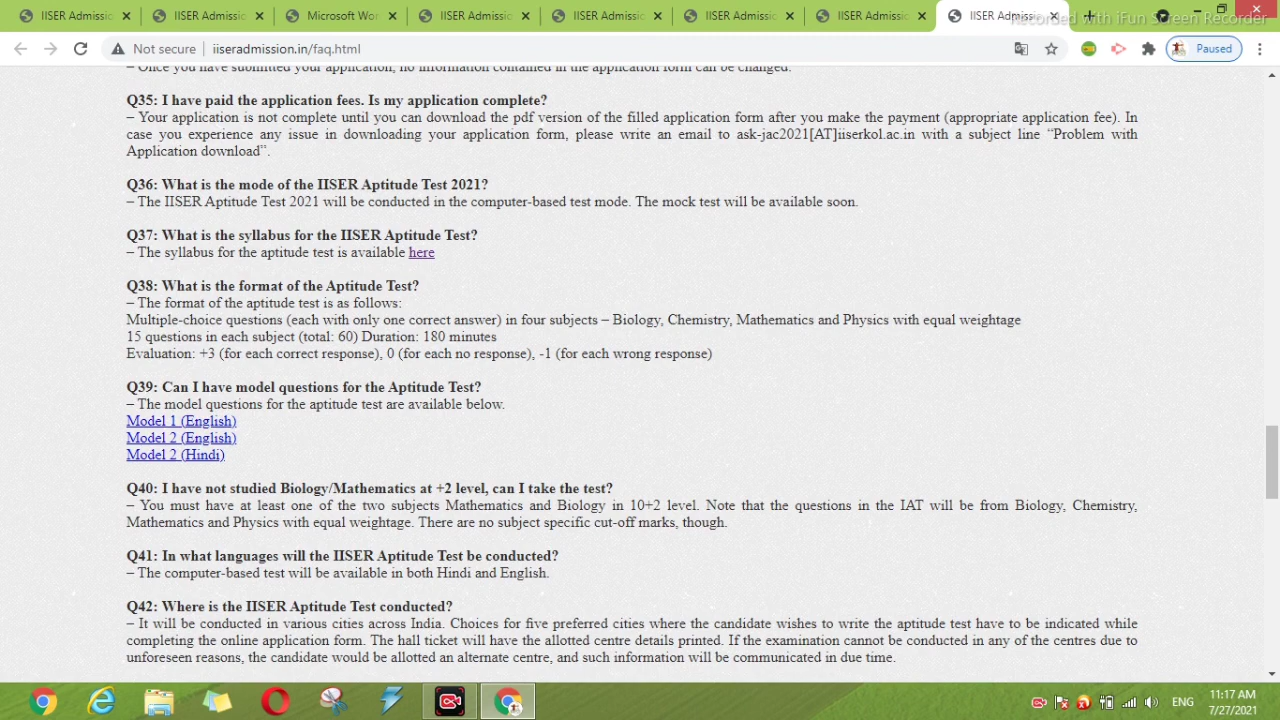 IISER Admissio
IISER Admissio
Microsoft Wor
IISER Admissio
IISER Admissio
IISER Admissio
IISER Admissio
IISER Admissio
Recorded with iFun Screen Recorder
Not secure
iiseradmission.in/faq.html
Paused
– Once you have submitted your application, no information contained in the application form can be changed.
Q35: I have paid the application fees. Is my application complete?
– Your application is not complete until you can download the pdf version of the filled application form after you make the payment (appropriate application fee). In
case you experience any issue in downloading your application form, please write an email to ask-jac2021[AT]iiserkol.ac.in with a subject line “Problem with
Application download”.
Q36: What is the mode of the IISER Aptitude Test 2021?
– The IISER Aptitude Test 2021 will be conducted in the computer-based test mode. The mock test will be available soon.
Q37: What is the syllabus for the IISER Aptitude Test?
– The syllabus for the aptitude test is available here
Q38: What is the format of the Aptitude Test?
– The format of the aptitude test is as follows:
Multiple-choice questions (each with only one correct answer) in four subjects – Biology, Chemistry, Mathematics and Physics with equal weightage
15 questions in each subject (total: 60) Duration: 180 minutes
Evaluation: +3 (for each correct response), 0 (for each no response), -1 (for each wrong response)
Q39: Can I have model questions for the Aptitude Test?
– The model questions for the aptitude test are available below.
Model 1 (English)
Model 2 (English)
Model 2 (Hindi)
Q40: I have not studied Biology/Mathematics at +2 level, can I take the test?
– You must have at least one of the two subjects Mathematics and Biology in 10+2 level. Note that the questions in the IAT will be from Biology, Chemistry,
Mathematics and Physics with equal weightage. There are no subject specific cut-off marks, though.
Q41: In what languages will the IISER Aptitude Test be conducted?
– The computer-based test will be available in both Hindi and English.
Q42: Where is the IISER Aptitude Test conducted?
– It will be conducted in various cities across India. Choices for five preferred cities where the candidate wishes to write the aptitude test have to be indicated while
completing the online application form. The hall ticket will have the allotted centre details printed. If the examination cannot be conducted in any of the centres due to
unforeseen reasons, the candidate would be allotted an alternate centre, and such information will be communicated in due time.
ENG
11:17 AM
7/27/2021